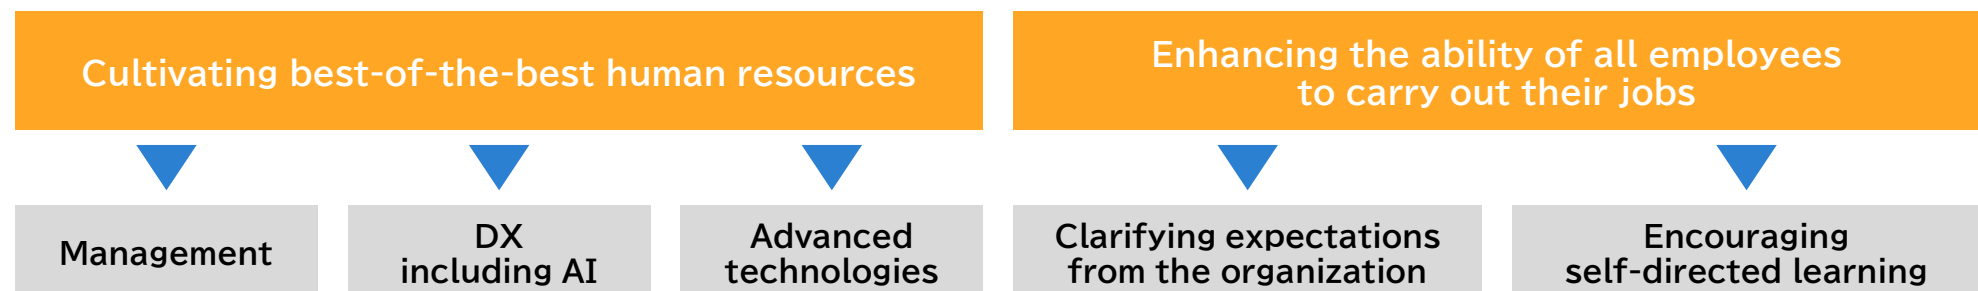 Cultivating best-of-the-best human resources
Enhancing the ability of all employees
to carry out their jobs
Management
DX
including AI
Advanced
technologies
Clarifying expectations
from the organization
Encouraging
self-directed learning